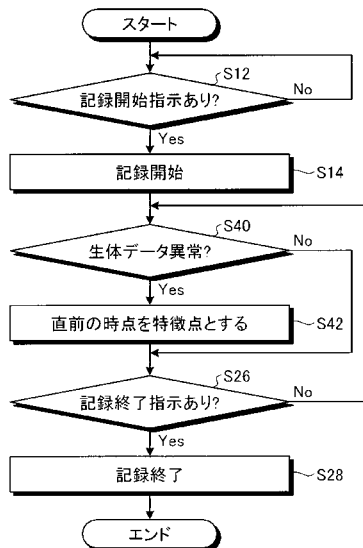 スタート
S12
記録開始指示あり?
No
Yes
記録開始
S14
S40
生体データ異常?
No
Yes
直前の時点を特徴点とする
S42
S26
記録終了指示あり?
No
Yes
記録終了
S28
エンド